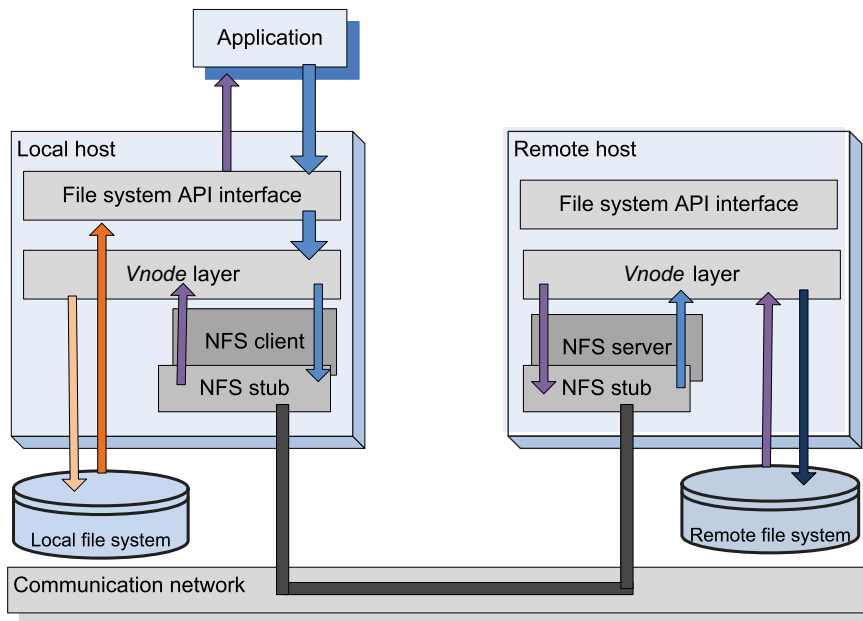 Application
Local host
File system API interface
Vnode layer
NFS client
NFS stub
Local file system
Remote host
File system API interface
Vnode layer
NFS server
NFS stub
Remote file system
Communication network